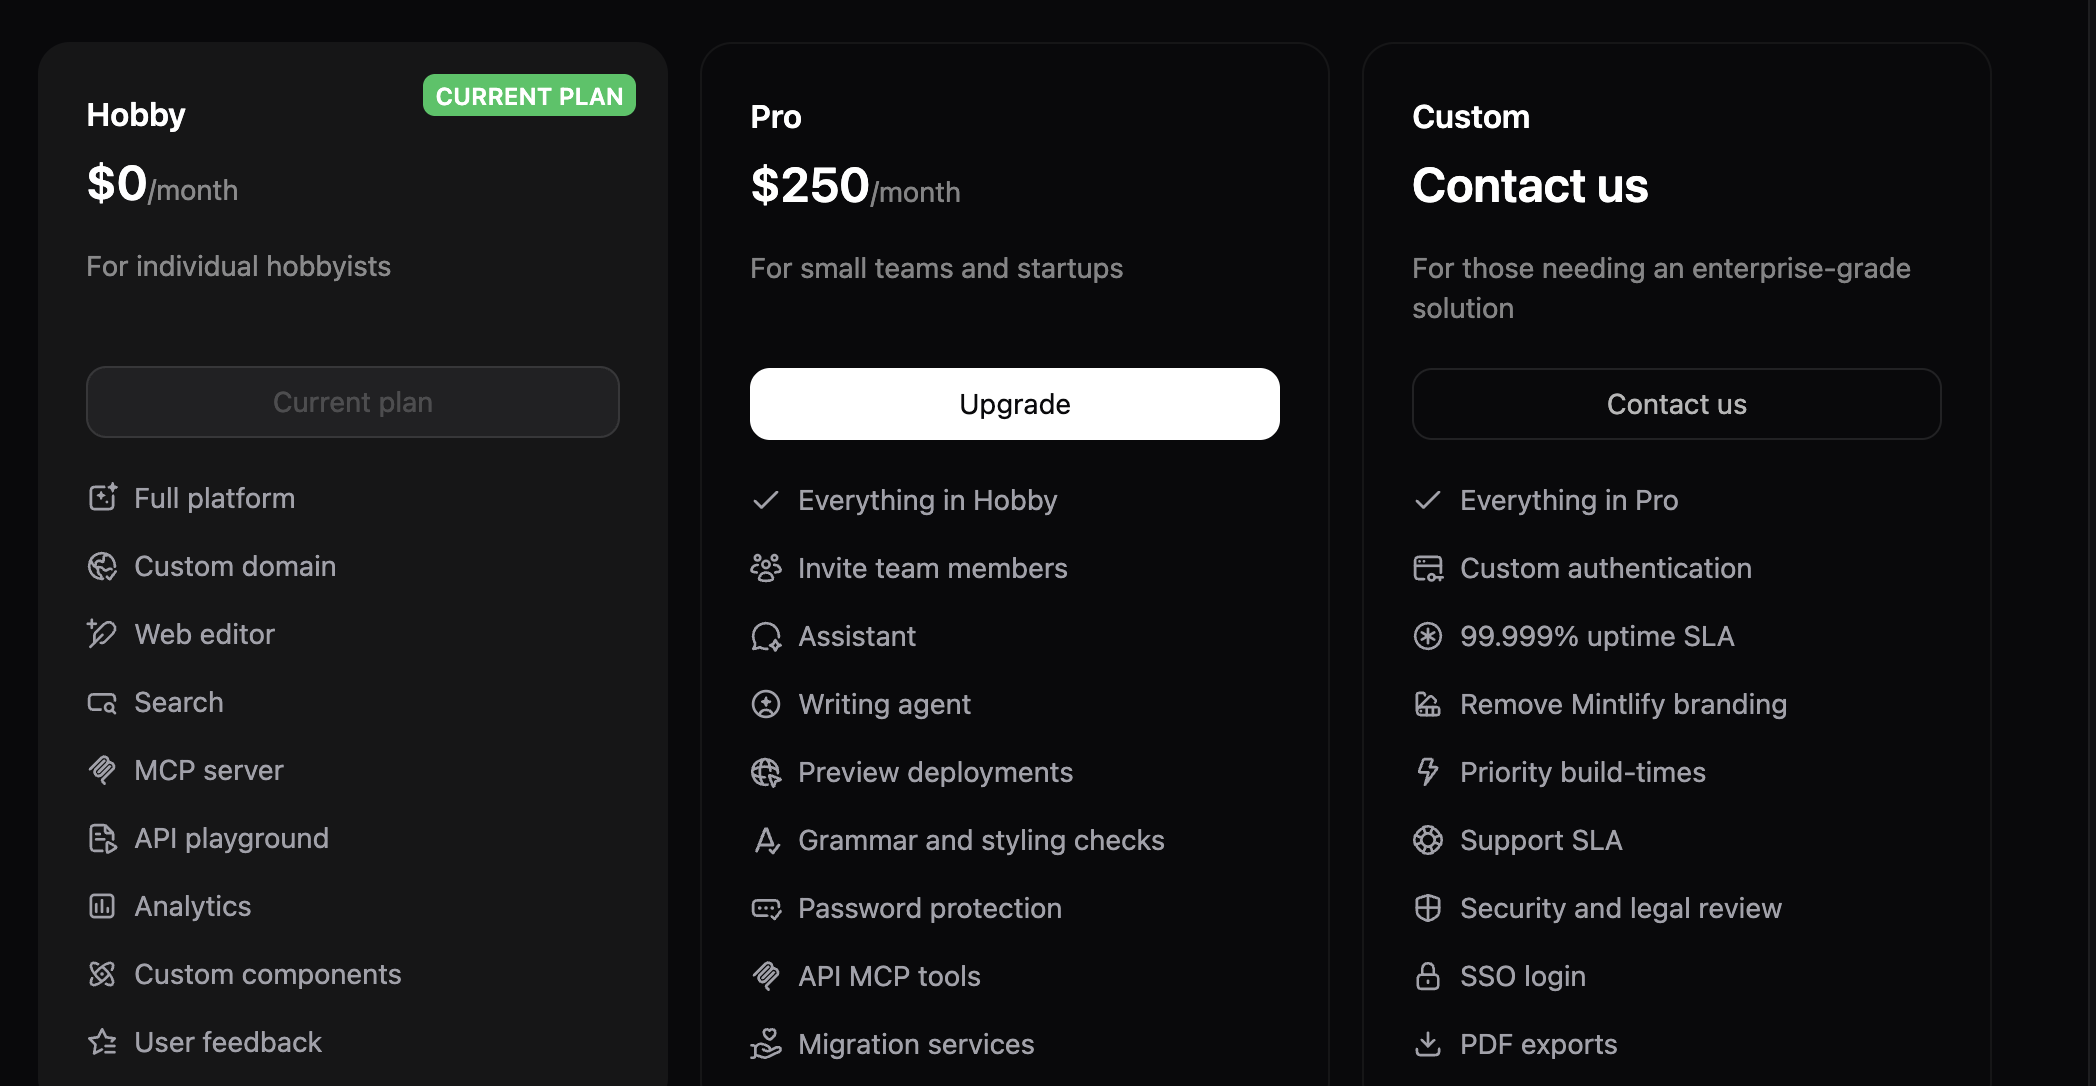 Hobby
CURRENT PLAN
$0/month
For individual hobbyists
Current plan
Full platform
Custom domain
Web editor
Search
MCP server
API playground
Analytics
Custom components
User feedback
Pro
$250/month
For small teams and startups
Upgrade
Everything in Hobby
Invite team members
Assistant
Writing agent
Preview deployments
Grammar and styling checks
Password protection
API MCP tools
Migration services
Custom
Contact us
For those needing an enterprise-grade
solution
Contact us
Everything in Pro
Custom authentication
99.999% uptime SLA
Remove Mintlify branding
Priority build-times
Support SLA
Security and legal review
SSO login
PDF exports